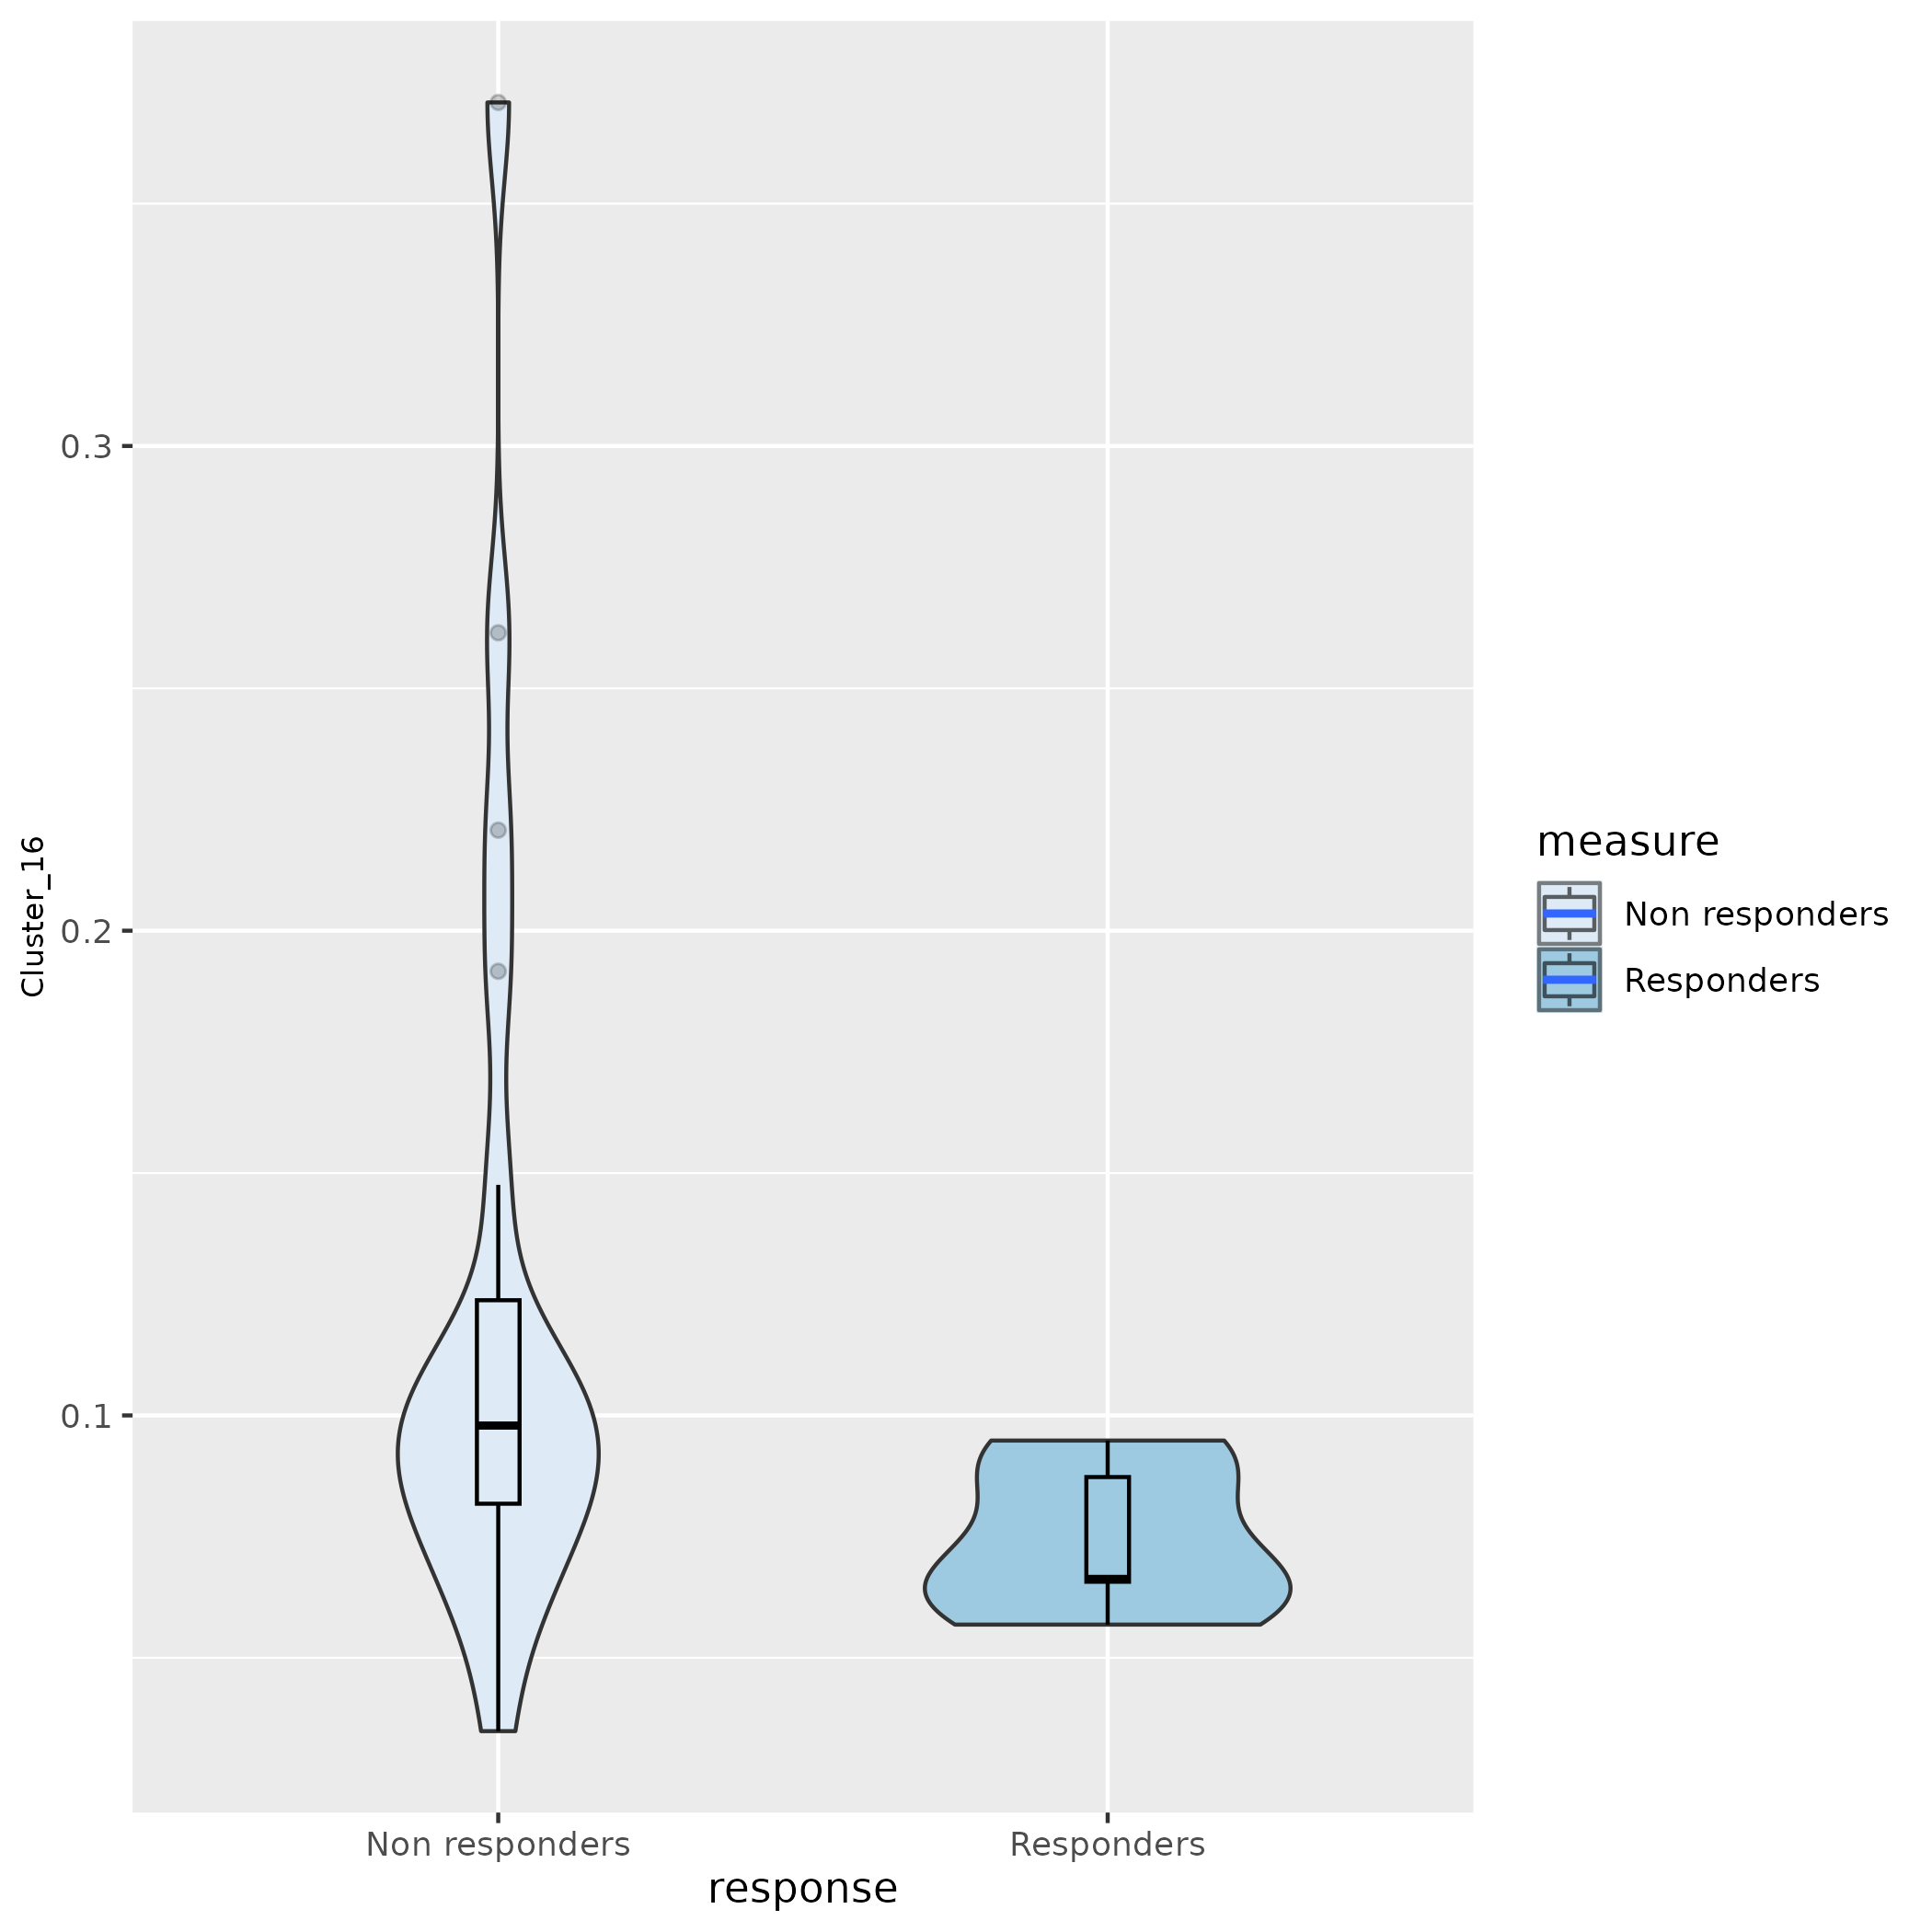 Cluster_16
0.3
0.2
0.1
Non responders
Responders
response
measure
Non responders
Responders